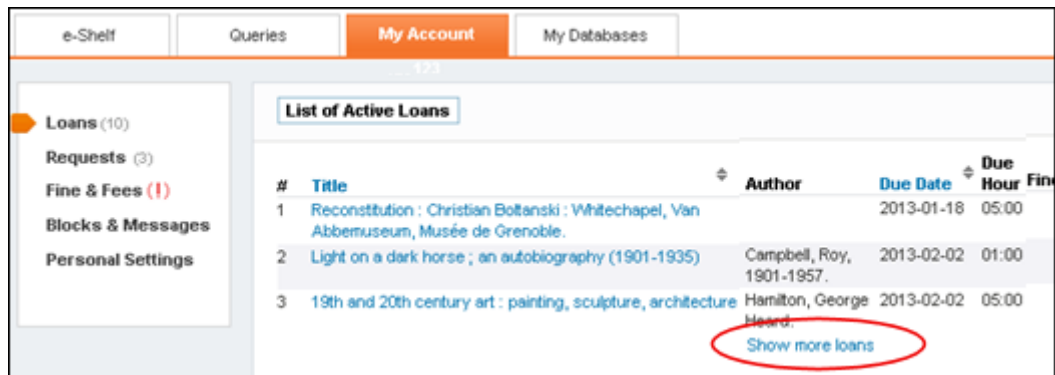 e-Shelf Queries My Account My Databases
123
Loans (10)
Requests (3)
Fine & Fees (!)
Blocks & Messages
Personal Settings
List of Active Loans
# Title Author Due Date Due Hour Fine
1 Reconstitution : Christian Boltanski : Whitechapel, Van 2013-01-18 05:00
Abbemuseum, Musée de Grenoble.
2 Light on a dark horse ; an autobiography (1901-1935) Campbell, Roy, 2013-02-02 01:00
1901-1957.
3 19th and 20th century art : painting, sculpture, architecture Hamilton, George 2013-02-02 05:00
Heard.
Show more loans